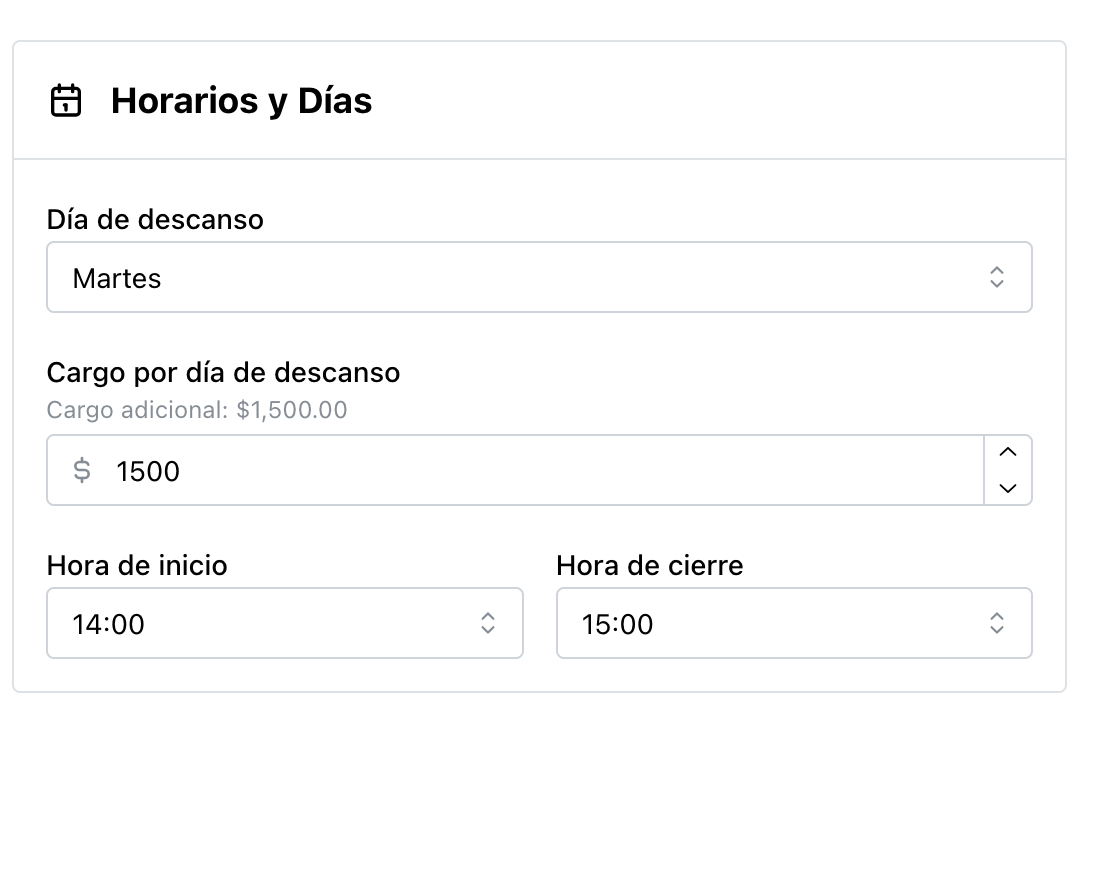 Horarios y Días
Día de descanso
Martes
Cargo por día de descanso
Cargo adicional: $1,500.00
$ 1500
Hora de inicio
Hora de cierre
14:00
15:00